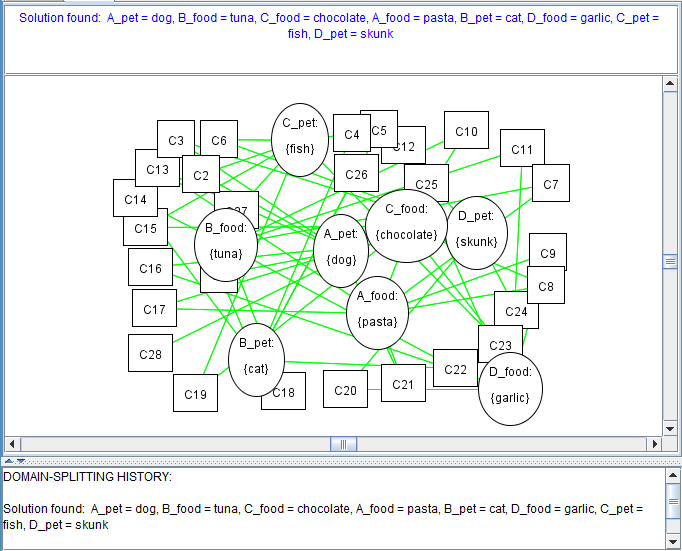 Solution found: A_pet = dog, B_food = tuna, C_food = chocolate, A_food = pasta, B_pet = cat, D_food = garlic, C_pet =
fish, D_pet = skunk
C_pet:
{fish}
C3
C6
C4
C5
C12
C10
C11
C13
C2
C26
C25
C7
C14
C27
C15
B_food:
{tuna}
A_pet:
{dog}
C_food:
{chocolate}
D_pet:
{skunk}
C9
C16
C8
C17
A_food:
{pasta}
C24
C28
B_pet:
{cat}
C23
C22
D_food:
{garlic}
C19
C18
C20
C21
DOMAIN-SPLITTING HISTORY:
Solution found: A_pet = dog, B_food = tuna, C_food = chocolate, A_food = pasta, B_pet = cat, D_food = garlic, C_pet =
fish, D_pet = skunk